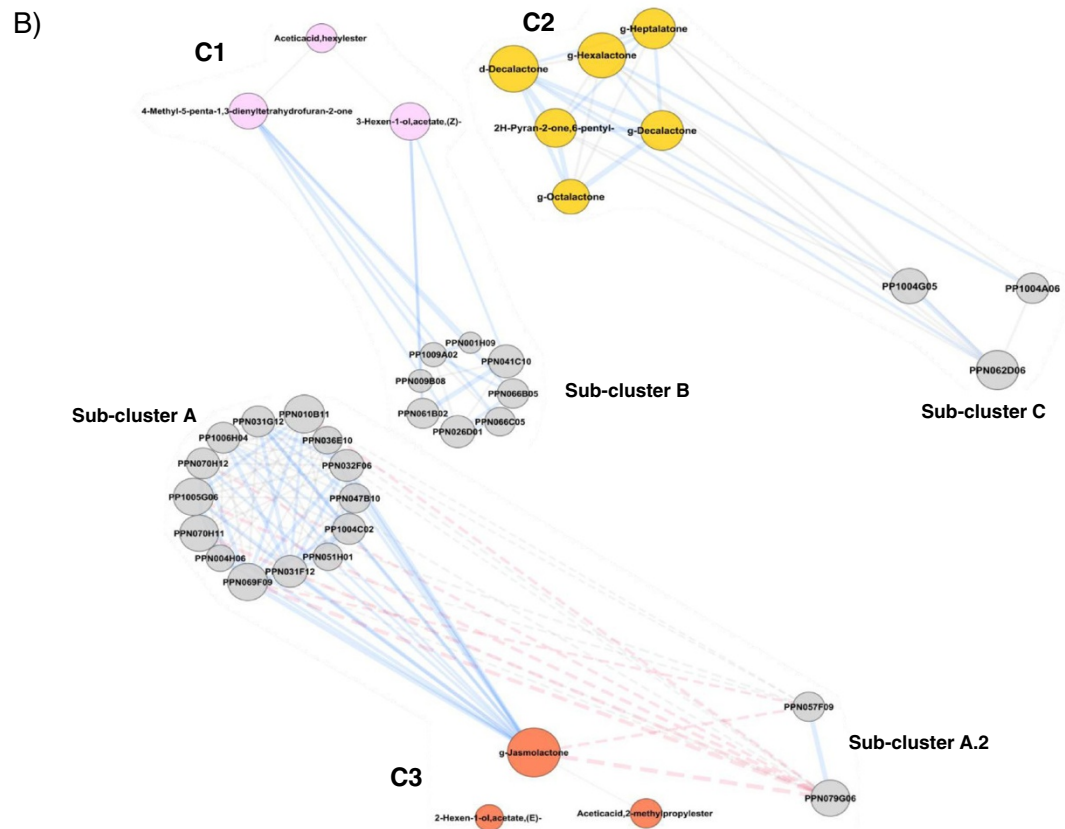 B)
C1
Aceticacid,hexylester
4-Methyl-5-penta-1,3-dienyltetrahydrofuran-2-one
3-Hexen-1-ol,acetate,(Z)-
C2
g-Heptalatone
g-Hexalactone
d-Decalactone
2H-Pyran-2-one,6-pentyl-
g-Decalactone
g-Octalactone
PP1004G05
PP1004A06
PPN062D06
Sub-cluster C
PPN001H09
PP1009A02
PPN041C10
PPN009B08
PPN066B05
PPN061B02
PPN066C05
PPN026D01
Sub-cluster B
Sub-cluster A
PPN010B11
PPN031G12
PP1006H04
PPN036E10
PPN070H12
PPN032F06
PP1005G06
PPN047B10
PPN070H11
PP1004C02
PPN004H06
PPN051H01
PPN031F12
PPN069F09
PPN057F09
Sub-cluster A.2
PPN079G06
g-Jasmolactone
C3
2-Hexen-1-ol,acetate,(E)-
Aceticacid,2-methylpropylester